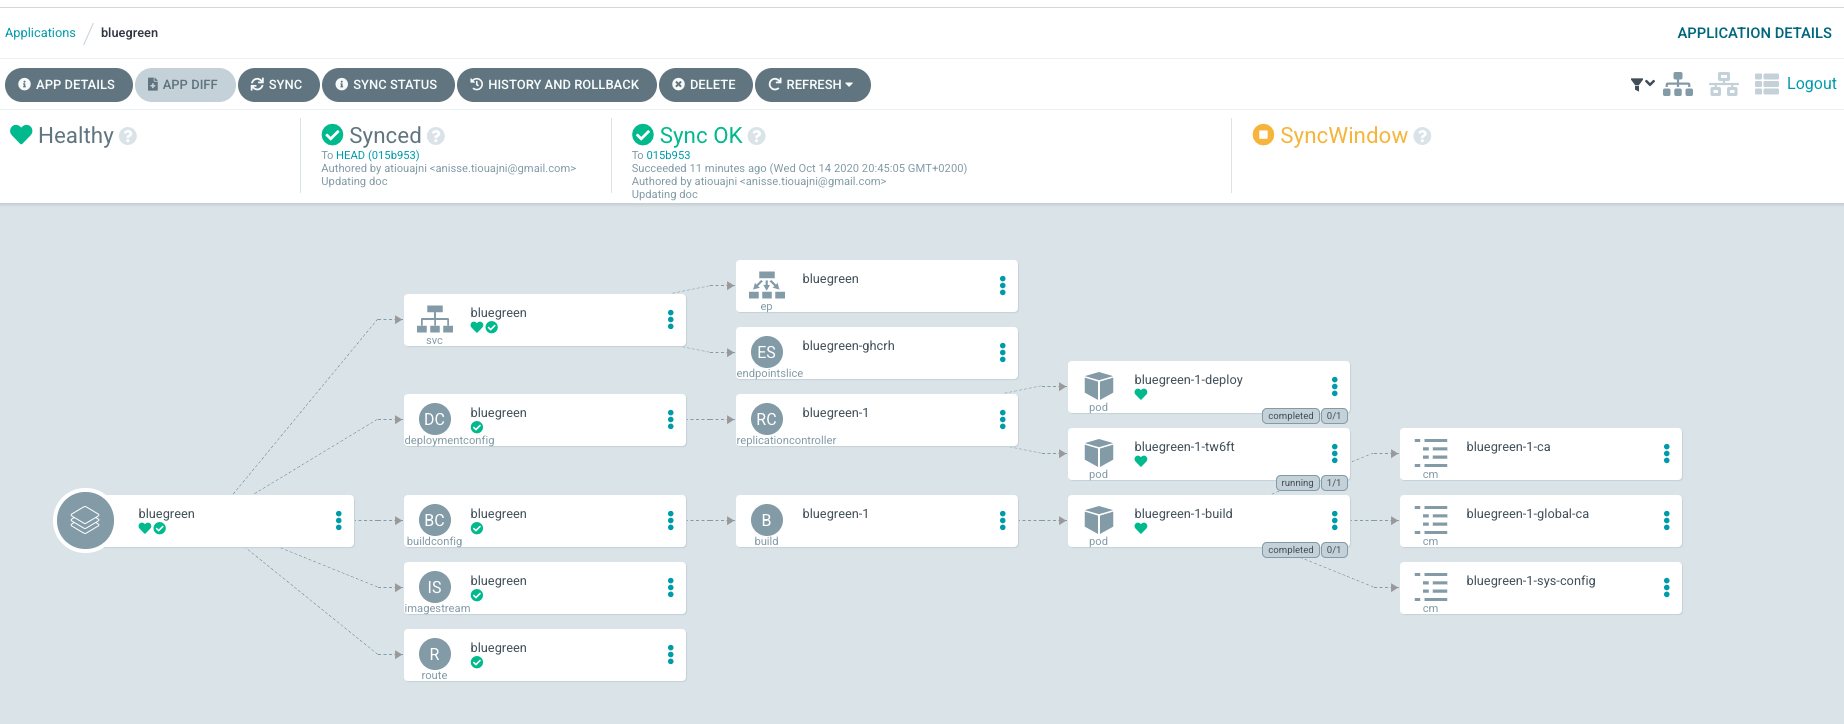 Applications / bluegreen
APPLICATION DETAILS
APP DETAILS
APP DIFF
SYNC
SYNC STATUS
HISTORY AND ROLLBACK
DELETE
REFRESH
Logout
Healthy ?
Synced ?
To HEAD (015b953)
Authored by atiouajni <anisse.tiouajni@gmail.com>
Updating doc
Sync OK ?
To 015b953
Succeeded 11 minutes ago (Wed Oct 14 2020 20:45:05 GMT+0200)
Authored by atiouajni <anisse.tiouajni@gmail.com>
Updating doc
SyncWindow ?
bluegreen
bluegreen
svc
DC
bluegreen
deploymentconfig
BC
bluegreen
buildconfig
IS
bluegreen
imagestream
R
bluegreen
route
bluegreen
ep
ES
bluegreen-ghcrh
endpointslice
RC
bluegreen-1
replicationcontroller
B
bluegreen-1
build
bluegreen-1-deploy
pod
completed 0/1
bluegreen-1-tw6ft
pod
running 1/1
bluegreen-1-build
pod
completed 0/1
bluegreen-1-ca
cm
bluegreen-1-global-ca
cm
bluegreen-1-sys-config
cm